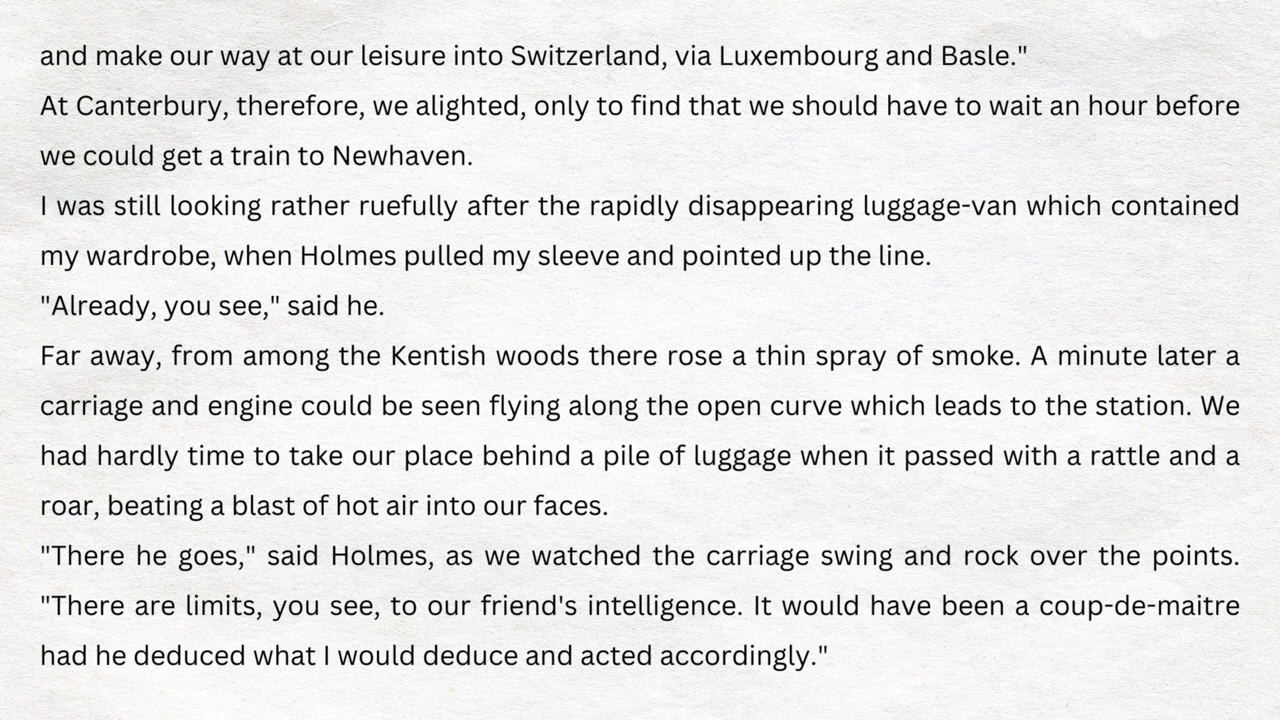 and make our way at our leisure into Switzerland, via Luxembourg and Basle."
At Canterbury, therefore, we alighted, only to find that we should have to wait an hour before
we could get a train to Newhaven.
I was still looking rather ruefully after the rapidly disappearing luggage-van which contained
my wardrobe, when Holmes pulled my sleeve and pointed up the line.
"Already, you see," said he.
Far away, from among the Kentish woods there rose a thin spray of smoke. A minute later a
carriage and engine could be seen flying along the open curve which leads to the station. We
had hardly time to take our place behind a pile of luggage when it passed with a rattle and a
roar, beating a blast of hot air into our faces.
"There he goes," said Holmes, as we watched the carriage swing and rock over the points.
"There are limits, you see, to our friend's intelligence. It would have been a coup-de-maitre
had he deduced what I would deduce and acted accordingly."